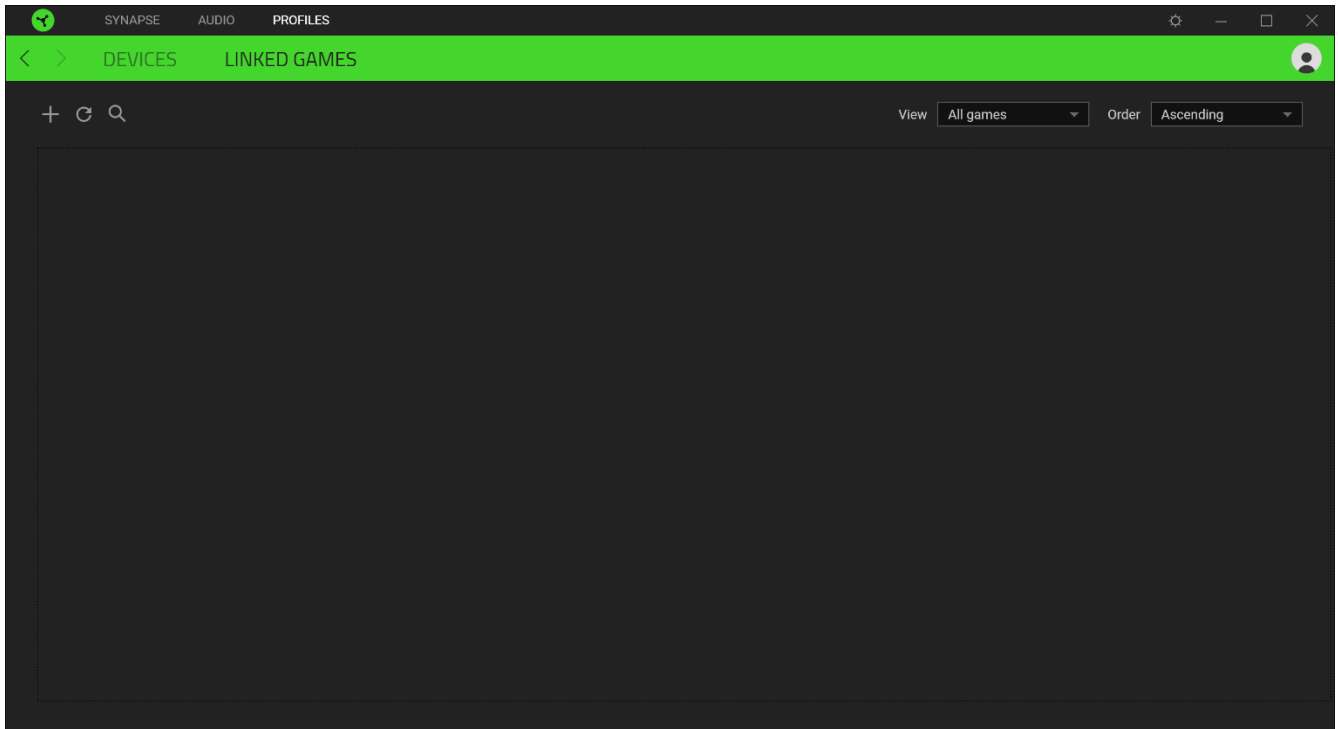 SYNAPSE AUDIO PROFILES
DEVICES LINKED GAMES
View All games Order Ascending